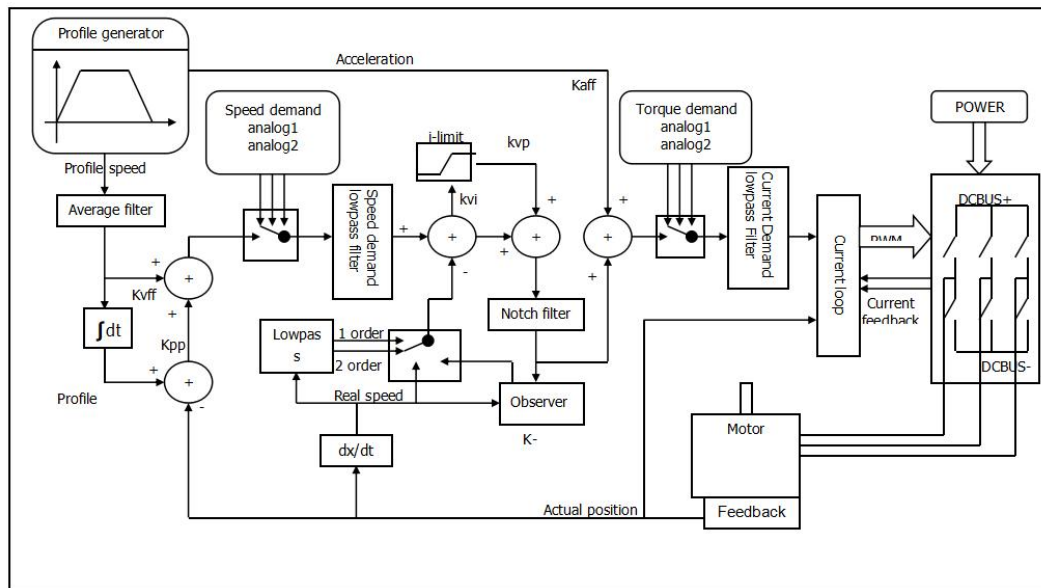 Profile generator
Acceleration
Kaff
Speed demand
analog1
analog2
Torque demand
analog1
analog2
POWER
i-limit
kvp
Profile speed
Average filter
kvi
Speed demand
lowpass filter
Current Demand
lowpass Filter
DCBUS+
+
+
+
+
+
+
+
+
+
-
+
+
Kvff
Current loop
PWM
Current
feedback
∫dt
+
Kpp
Notch filter
Lowpas
s
1 order
2 order
DCBUS-
+
+
-
Profile
Real speed
Observer
K-
Motor
dx/dt
Actual position
Feedback